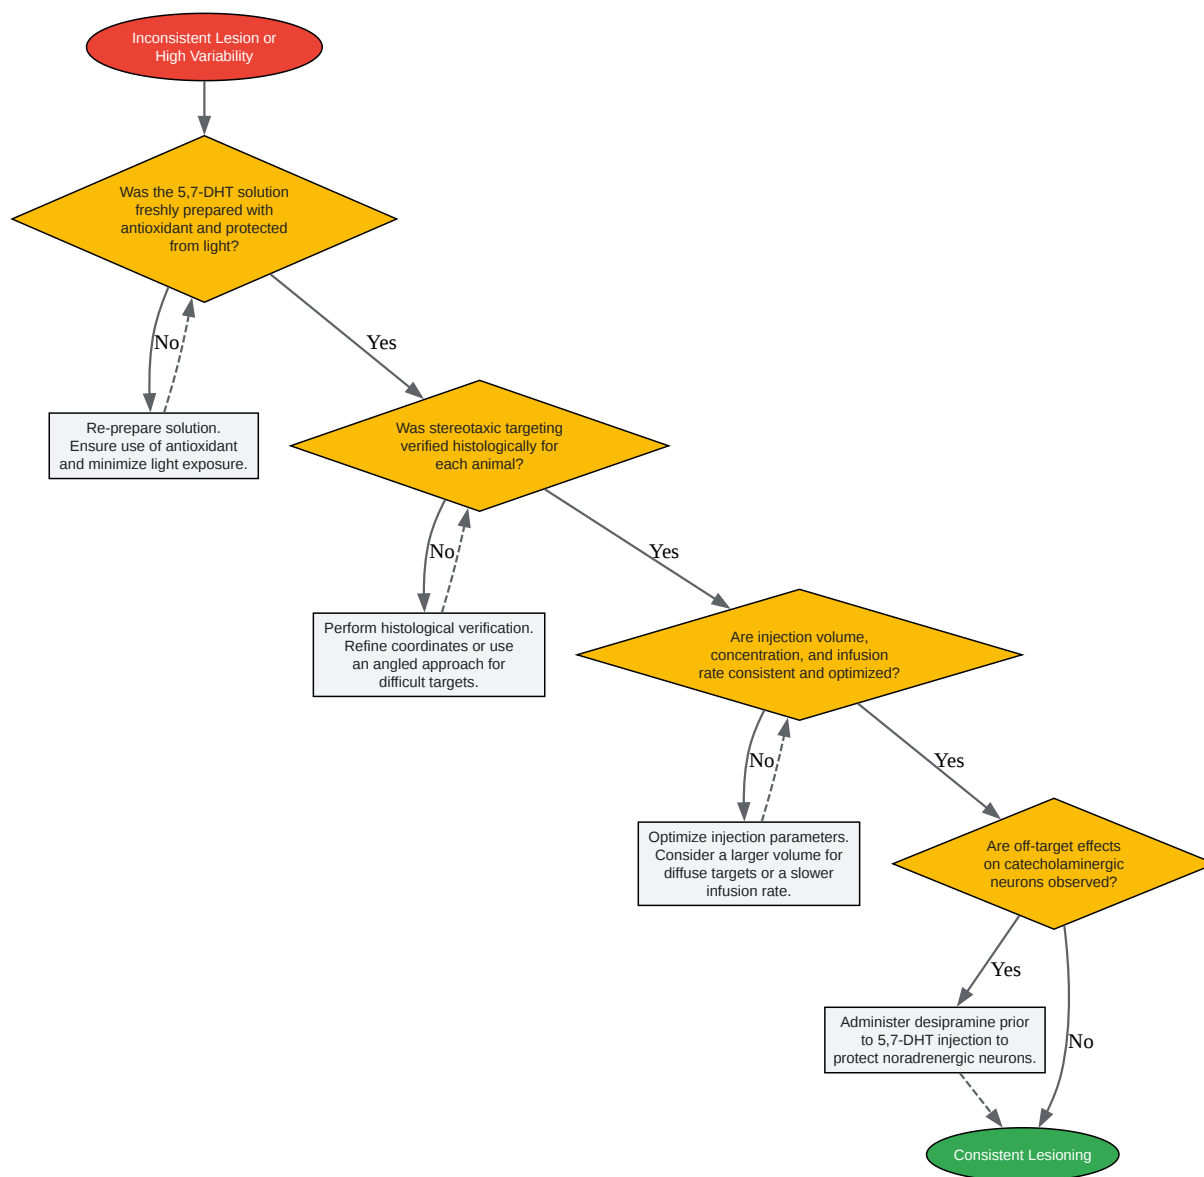 Inconsistent Lesion or
High Variability
Was the 5,7-DHT solution
freshly prepared with
antioxidant and protected
from light?
No
Yes
Re-prepare solution.
Ensure use of antioxidant
and minimize light exposure.
Was stereotaxic targeting
verified histologically for
each animal?
No
Yes
Perform histological verification.
Refine coordinates or use
an angled approach for
difficult targets.
Are injection volume,
concentration, and infusion
rate consistent and optimized?
No
Yes
Optimize injection parameters.
Consider a larger volume for
diffuse targets or a slower
infusion rate.
Are off-target effects
on catecholaminergic
neurons observed?
Yes
No
Administer desipramine prior
to 5,7-DHT injection to
protect noradrenergic neurons.
Consistent Lesioning